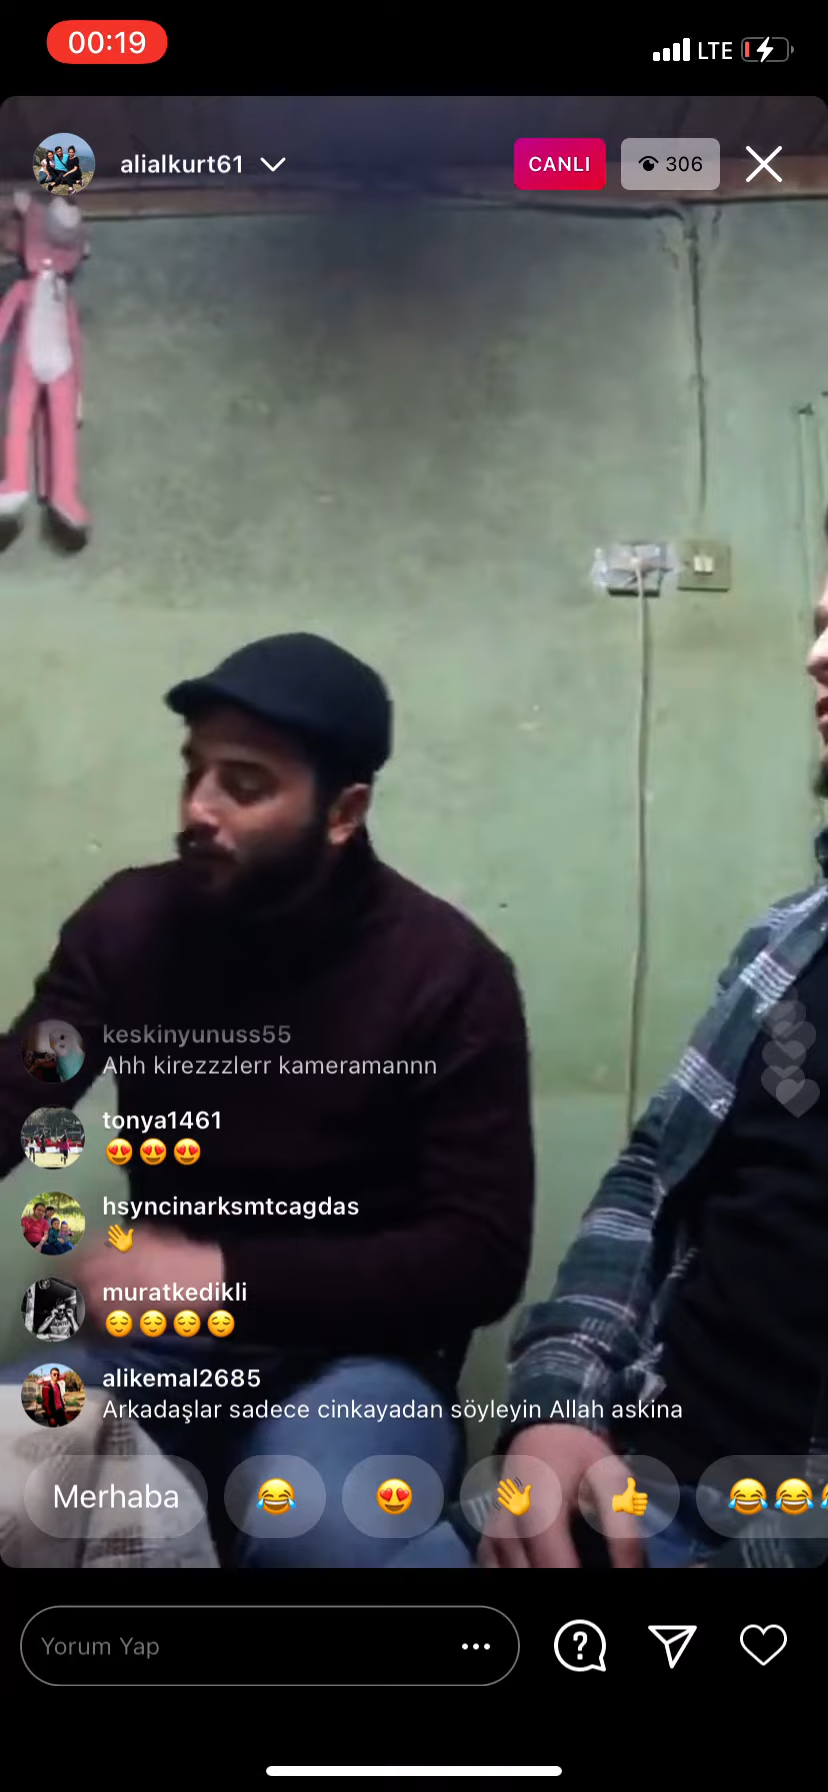 00:19
LTE
alialkurt61
CANLI
306
keskinyunuss55
Ahh kirezzzlerr kameramannn
tonya1461
😍😍😍
hsyncinarksmtcagdas
👋
muratkedikli
😌😌😌😌
alikemal2685
Arkadaşlar sadece cinkayadan söyleyin Allah askina
Merhaba 😂 😍 👋 👍 😂😂
Yorum Yap